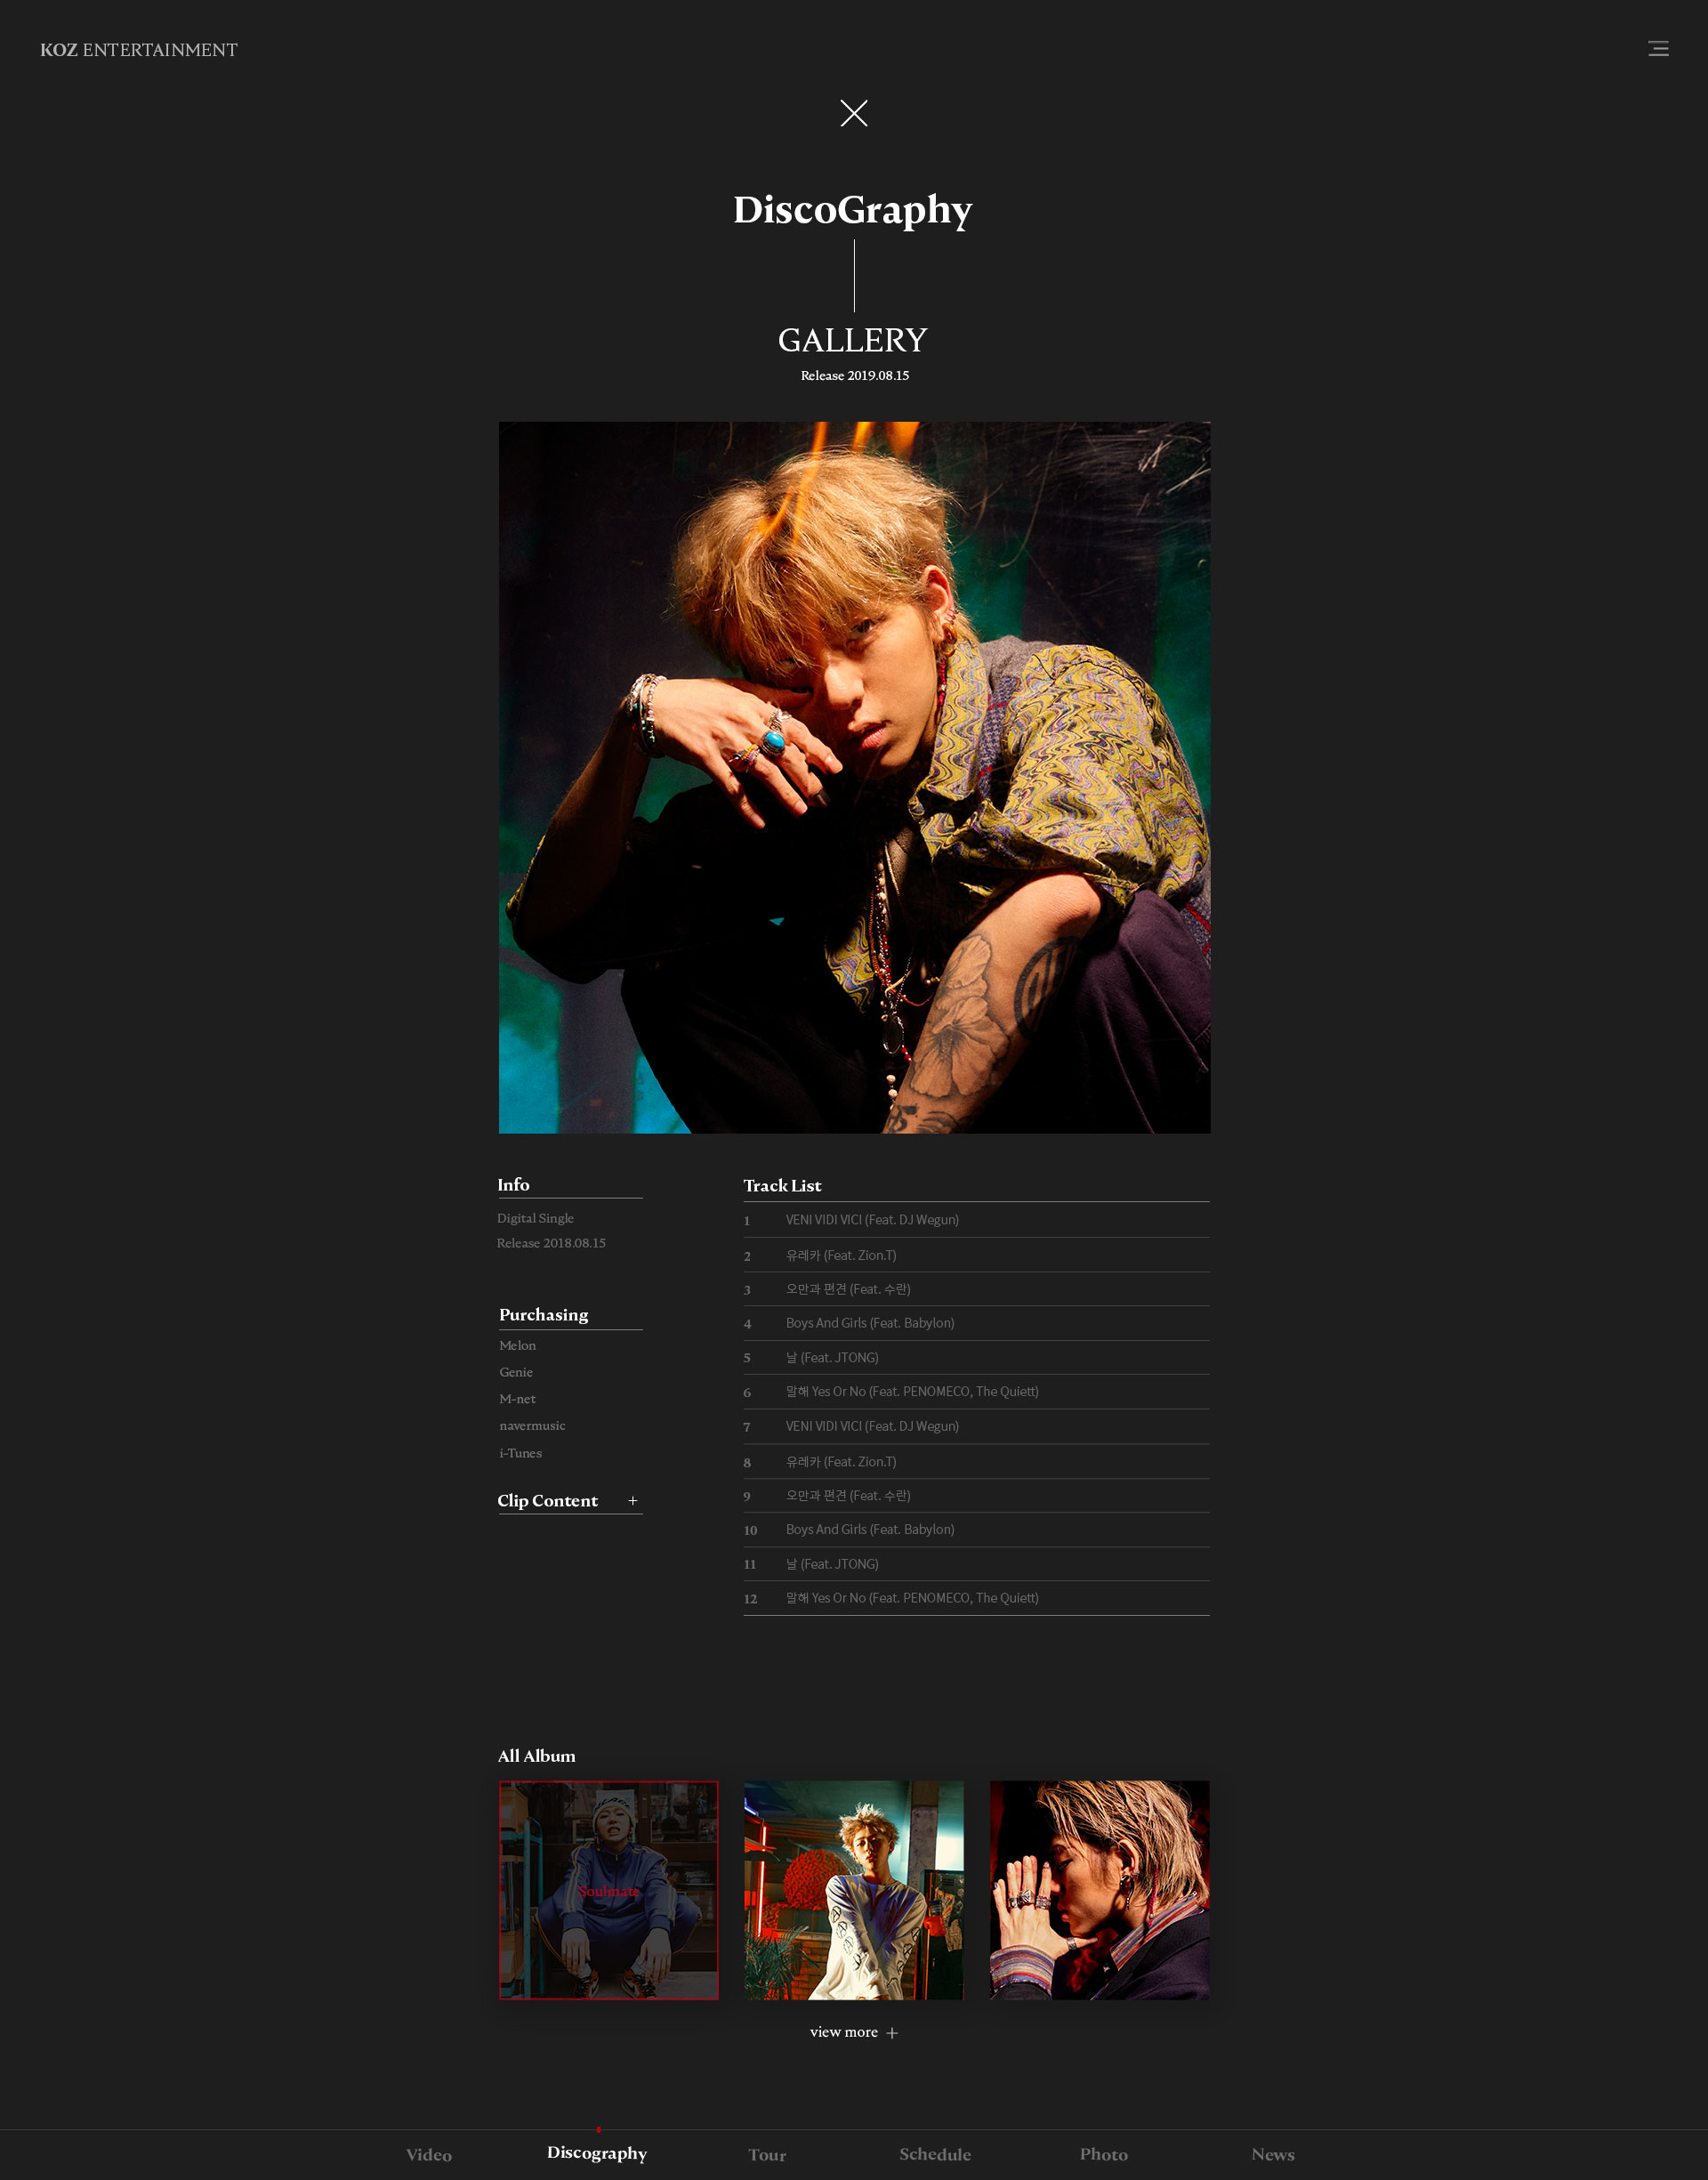 KOZ ENTERTAINMENT
DiscoGraphy
GALLERY
Release 2019.08.15
Info
Digital Single
Release 2018.08.15
Purchasing
Melon
Genie
M-net
navermusic
i-Tunes
Clip Content +
Track List
1 VENI VIDI VICI (Feat. DJ Wegun)
2 유레카 (Feat. Zion.T)
3 오만과 편견 (Feat. 수란)
4 Boys And Girls (Feat. Babylon)
5 날 (Feat. JTONG)
6 말해 Yes Or No (Feat. PENOMECO, The Quiett)
7 VENI VIDI VICI (Feat. DJ Wegun)
8 유레카 (Feat. Zion.T)
9 오만과 편견 (Feat. 수란)
10 Boys And Girls (Feat. Babylon)
11 날 (Feat. JTONG)
12 말해 Yes Or No (Feat. PENOMECO, The Quiett)
All Album
Soulmate
view more +
Video Discography Tour Schedule Photo News